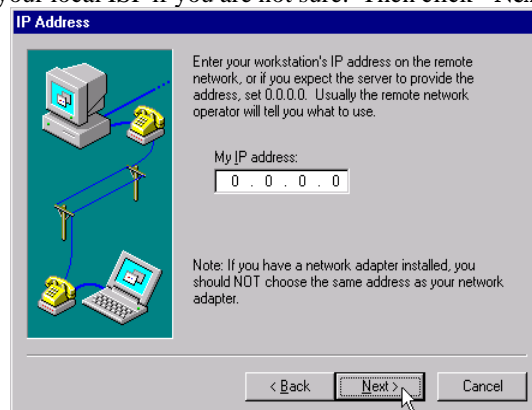 your local ISP if you are not sure. Then click "Ne
IP Address
Enter your workstation's IP address on the remote
network, or if you expect the server to provide the
address, set 0.0.0.0. Usually the remote network
operator will tell you what to use.
My IP address:
0 . 0 . 0 . 0
Note: If you have a network adapter installed, you
should NOT choose the same address as your network
adapter.
< Back Next > Cancel